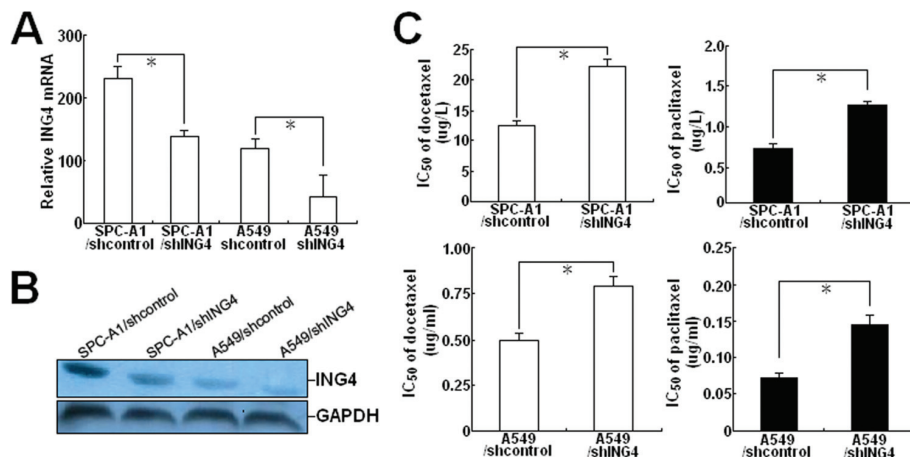 A
Relative ING4 mRNA
300
200
100
0
*
*
SPC-A1 /shcontrol
SPC-A1 /shING4
A549 shcontrol
A549 shING4
B
SPC-A1/shcontrol
SPC-A1/shING4
A549/shcontrol
A549/shING4
ING4
GAPDH
C
IC50 of docetaxel (ug/L)
25
20
15
10
5
0
*
SPC-A1 /shcontrol
SPC-A1 /shING4
IC50 of paclitaxel (ug/L)
2.0
1.5
1.0
0.5
0
*
SPC-A1 /shcontrol
SPC-A1 /shING4
IC50 of docetaxel (ug/ml)
1.00
0.75
0.50
0.25
0
*
A549 /shcontrol
A549 /shING4
IC50 of paclitaxel (ug/ml)
0.25
0.20
0.15
0.10
0.05
0.00
*
A549 /shcontrol
A549 /shING4